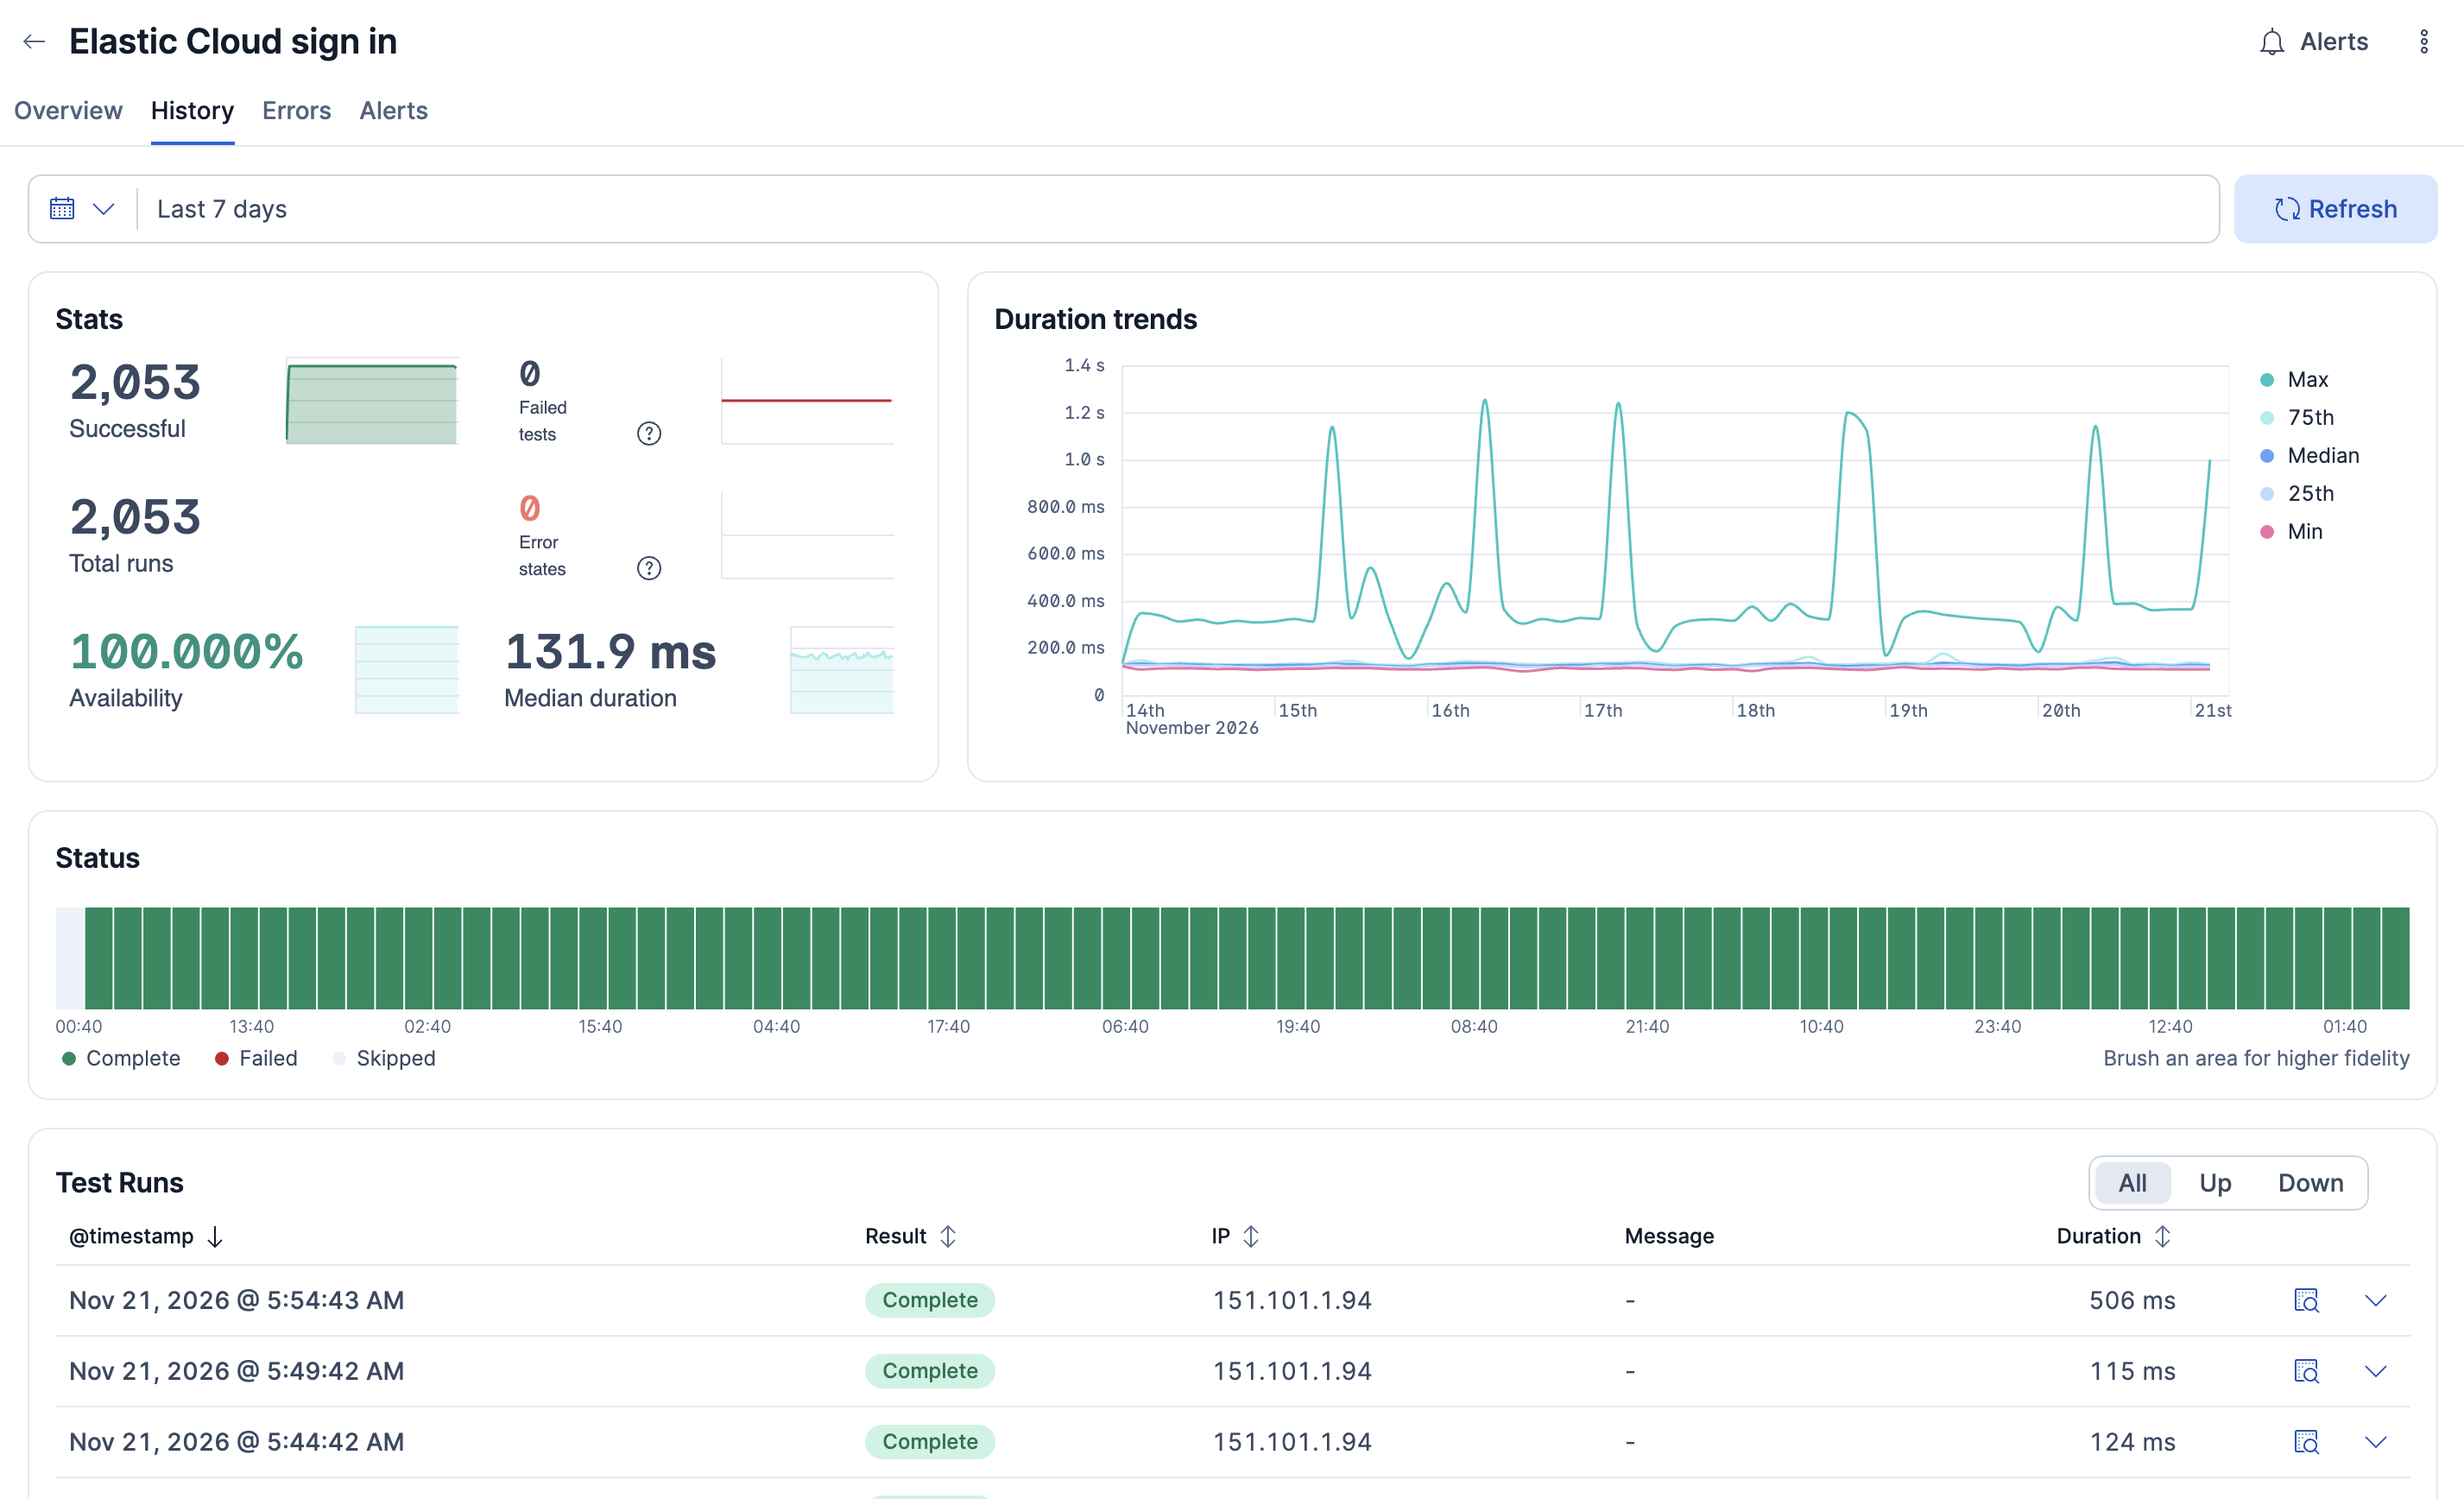 Elastic Cloud sign in
Alerts
Overview History Errors Alerts
Last 7 days
Refresh
Stats
2,053
Successful
0
Failed
tests
2,053
Total runs
0
Error
states
100.000%
Availability
131.9 ms
Median duration
Duration trends
1.4 s
1.2 s
1.0 s
800.0 ms
600.0 ms
400.0 ms
200.0 ms
0
14th 15th 16th 17th 18th 19th 20th 21st
November 2026
Max
75th
Median
25th
Min
Status
00:40 13:40 02:40 15:40 04:40 17:40 06:40 19:40 08:40 21:40 10:40 23:40 12:40 01:40
Complete Failed Skipped
Brush an area for higher fidelity
Test Runs
All Up Down
@timestamp Result IP Message Duration
Nov 21, 2026 @ 5:54:43 AM Complete 151.101.1.94 - 506 ms
Nov 21, 2026 @ 5:49:42 AM Complete 151.101.1.94 - 115 ms
Nov 21, 2026 @ 5:44:42 AM Complete 151.101.1.94 - 124 ms